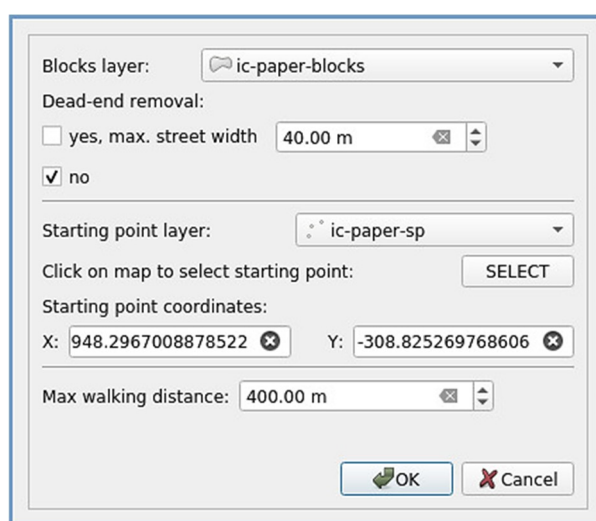 Blocks layer: ic-paper-blocks
Dead-end removal:
yes, max. street width 40.00 m
no
Starting point layer: ic-paper-sp
Click on map to select starting point: SELECT
Starting point coordinates:
X: 948.2967008878522 Y: -308.825269768606
Max walking distance: 400.00 m
OK Cancel